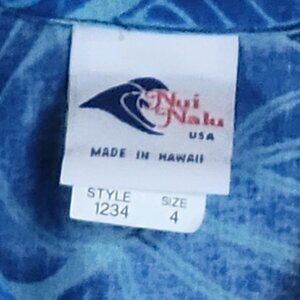 Nui
Nalu
USA
MADE IN HAWAII
STYLE SIZE
1234 4